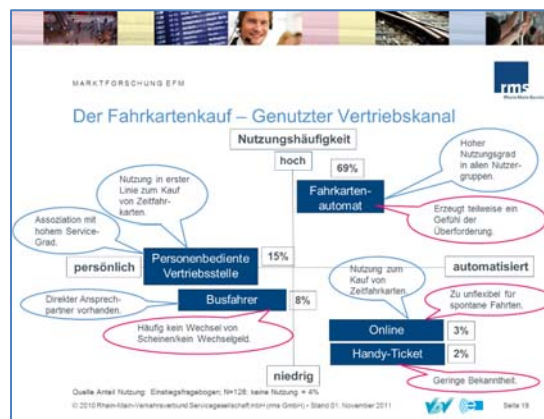 MARKTFORSCHUNG EFM
rms
Der Fahrkartenkauf – Genutzter Vertriebskanal
Nutzungshäufigkeit
hoch
69%
Fahrkarten-
automat
Hoher
Nutzungsgrad
in allen Nutzer-
gruppen.
Erzeugt teilweise ein
Gefühl der
Überforderung.
Nutzung in erster
Linie zum Kauf
von Zeitfahr-
karten.
Assoziation mit
hohem Service-
Grad.
persönlich
Personenbediente
Vertriebsstelle
15%
automatisiert
Direkter Ansprech-
partner vorhanden.
Busfahrer
8%
Häufig kein Wechsel von
Scheinen/kein Wechselgeld.
Nutzung zum
Kauf von
Zeitfahrkarten.
Zu unflexibel für
spontane Fahrten.
Online
3%
Handy-Ticket
2%
Geringe Bekanntheit.
niedrig
Quelle Anteil Nutzung: Einstiegsfragebogen; N=128; keine Nutzung = 4%
© 2010 Rhein-Main-Verkehrsverbund Servicegesellschaft mbH (rms GmbH) – Stand 01. November 2011
Seite 19